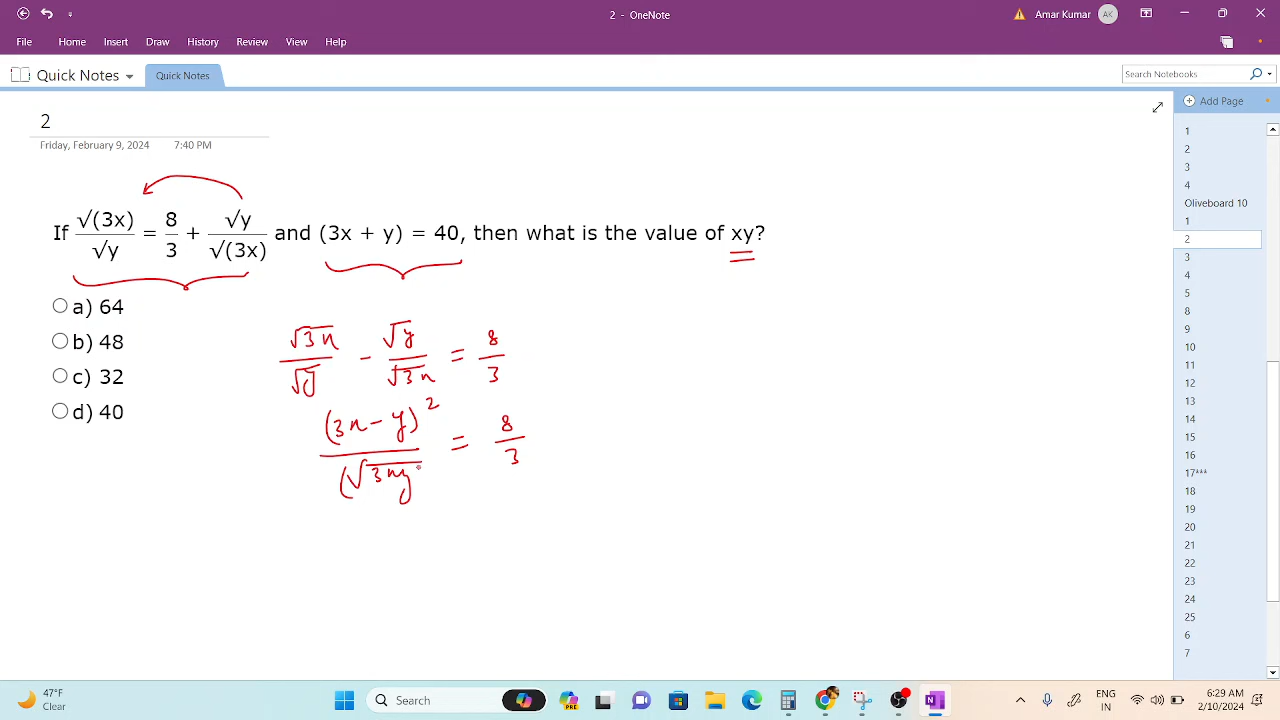 2 - OneNote
Amar Kumar AK
File Home Insert Draw History Review View Help
Quick Notes Quick Notes
Search Notebooks
Add Page
2
Friday, February 9, 2024 7:40 PM
If √(3x)/√y = 8/3 + √y/√(3x) and (3x + y) = 40, then what is the value of xy?
a) 64
b) 48
c) 32
d) 40
√3x/√y - √y/√3x = 8/3
(3x-y)²/(√3xy = 8/3
1
2
3
4
Oliveboard 10
1
2
3
4
5
8
9
10
11
12
13
14
15
16
17***
18
19
20
21
22
23
24
25
6
7
47°F
Clear
Search
PRE
ENG
IN
2/10/2024